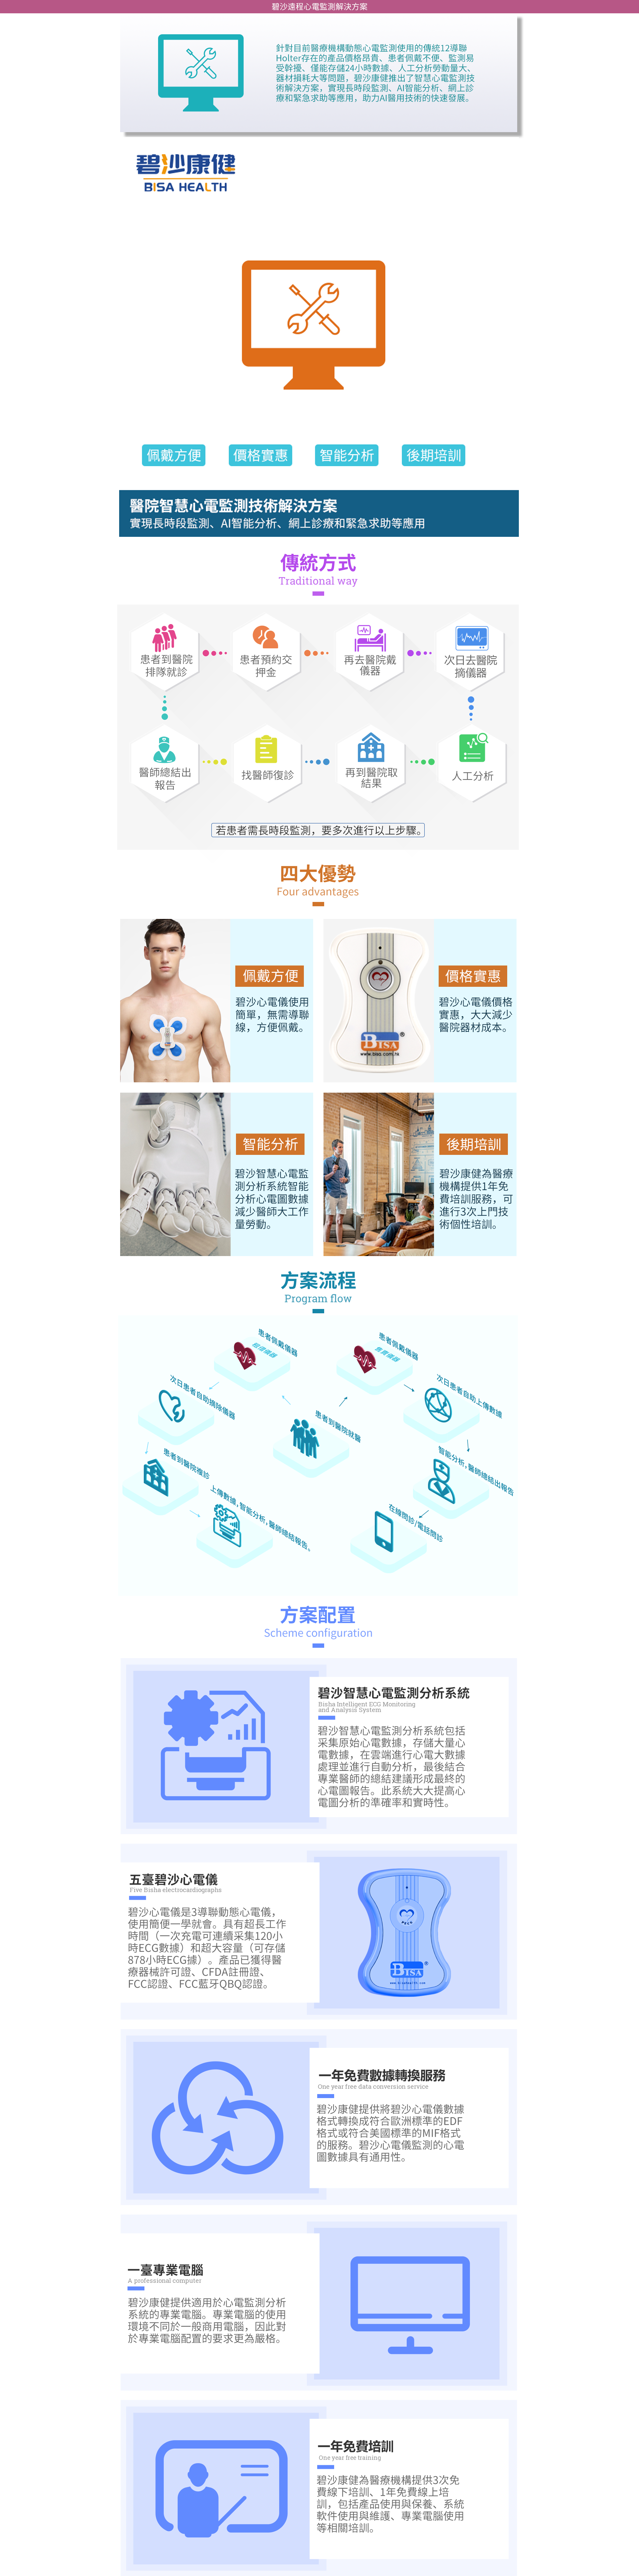 碧沙遠程心電監測解決方案
針對目前醫療機構動態心電監測使用的傳統12導聯
Holter存在的產品價格昂貴、患者佩戴不便、監測易
受幹擾、僅能存儲24小時數據、人工分析勞動量大、
器材損耗大等問題，碧沙康健推出了智慧心電監測技
術解決方案，實現長時段監測、AI智能分析、網上診
療和緊急求助等應用，助力AI醫用技術的快速發展。
碧沙康健
BISA HEALTH
佩戴方便 價格實惠 智能分析 後期培訓
醫院智慧心電監測技術解決方案
實現長時段監測、AI智能分析、網上診療和緊急求助等應用
傳統方式
Traditional way
患者到醫院
排隊就診
患者預約交
押金
再去醫院戴
儀器
次日去醫院
摘儀器
醫師總結出
報告
找醫師復診
再到醫院取
結果
人工分析
若患者需長時段監測，要多次進行以上步驟。
四大優勢
Four advantages
佩戴方便
碧沙心電儀使用
簡單，無需導聯
線，方便佩戴。
BISA
www.bisa.com.hk
價格實惠
碧沙心電儀價格
實惠，大大減少
醫院器材成本。
智能分析
碧沙智慧心電監
測分析系統智能
分析心電圖數據
減少醫師大工作
量勞動。
後期培訓
碧沙康健為醫療
機構提供1年免
費培訓服務，可
進行3次上門技
術個性培訓。
方案流程
Program flow
患者佩戴儀器
患者佩戴儀器
次日患者自助摘除儀器
次日患者自助上傳數據
患者到醫院就醫
患者到醫院復診
智能分析，醫師總結出報告
上傳數據，智能分析，醫師總結報告。
在線問診/電話問診
方案配置
Scheme configuration
碧沙智慧心電監測分析系統
Bisha Intelligent ECG Monitoring
and Analysis System
碧沙智慧心電監測分析系統包括
采集原始心電數據，存儲大量心
電數據，在雲端進行心電大數據
處理並進行自動分析，最後結合
專業醫師的總結建議形成最終的
心電圖報告。此系統大大提高心
電圖分析的準確率和實時性。
五臺碧沙心電儀
Five Bisha electrocardiographs
碧沙心電儀是3導聯動態心電儀，
使用簡便一學就會。具有超長工作
時間（一次充電可連續采集120小
時ECG數據）和超大容量（可存儲
878小時ECG據）。產品已獲得醫
療器械許可證、CFDA註冊證、
FCC認證、FCC藍牙QBQ認證。
BISA
一年免費數據轉換服務
One year free data conversion service
碧沙康健提供將碧沙心電儀數據
格式轉換成符合歐洲標準的EDF
格式或符合美國標準的MIF格式
的服務。碧沙心電儀監測的心電
圖數據具有通用性。
一臺專業電腦
A professional computer
碧沙康健提供適用於心電監測分析
系統的專業電腦。專業電腦的使用
環境不同於一般商用電腦，因此對
於專業電腦配置的要求更為嚴格。
一年免費培訓
One year free training
碧沙康健為醫療機構提供3次免
費線下培訓、1年免費線上培
訓，包括產品使用與保養、系統
軟件使用與維護、專業電腦使用
等相關培訓。